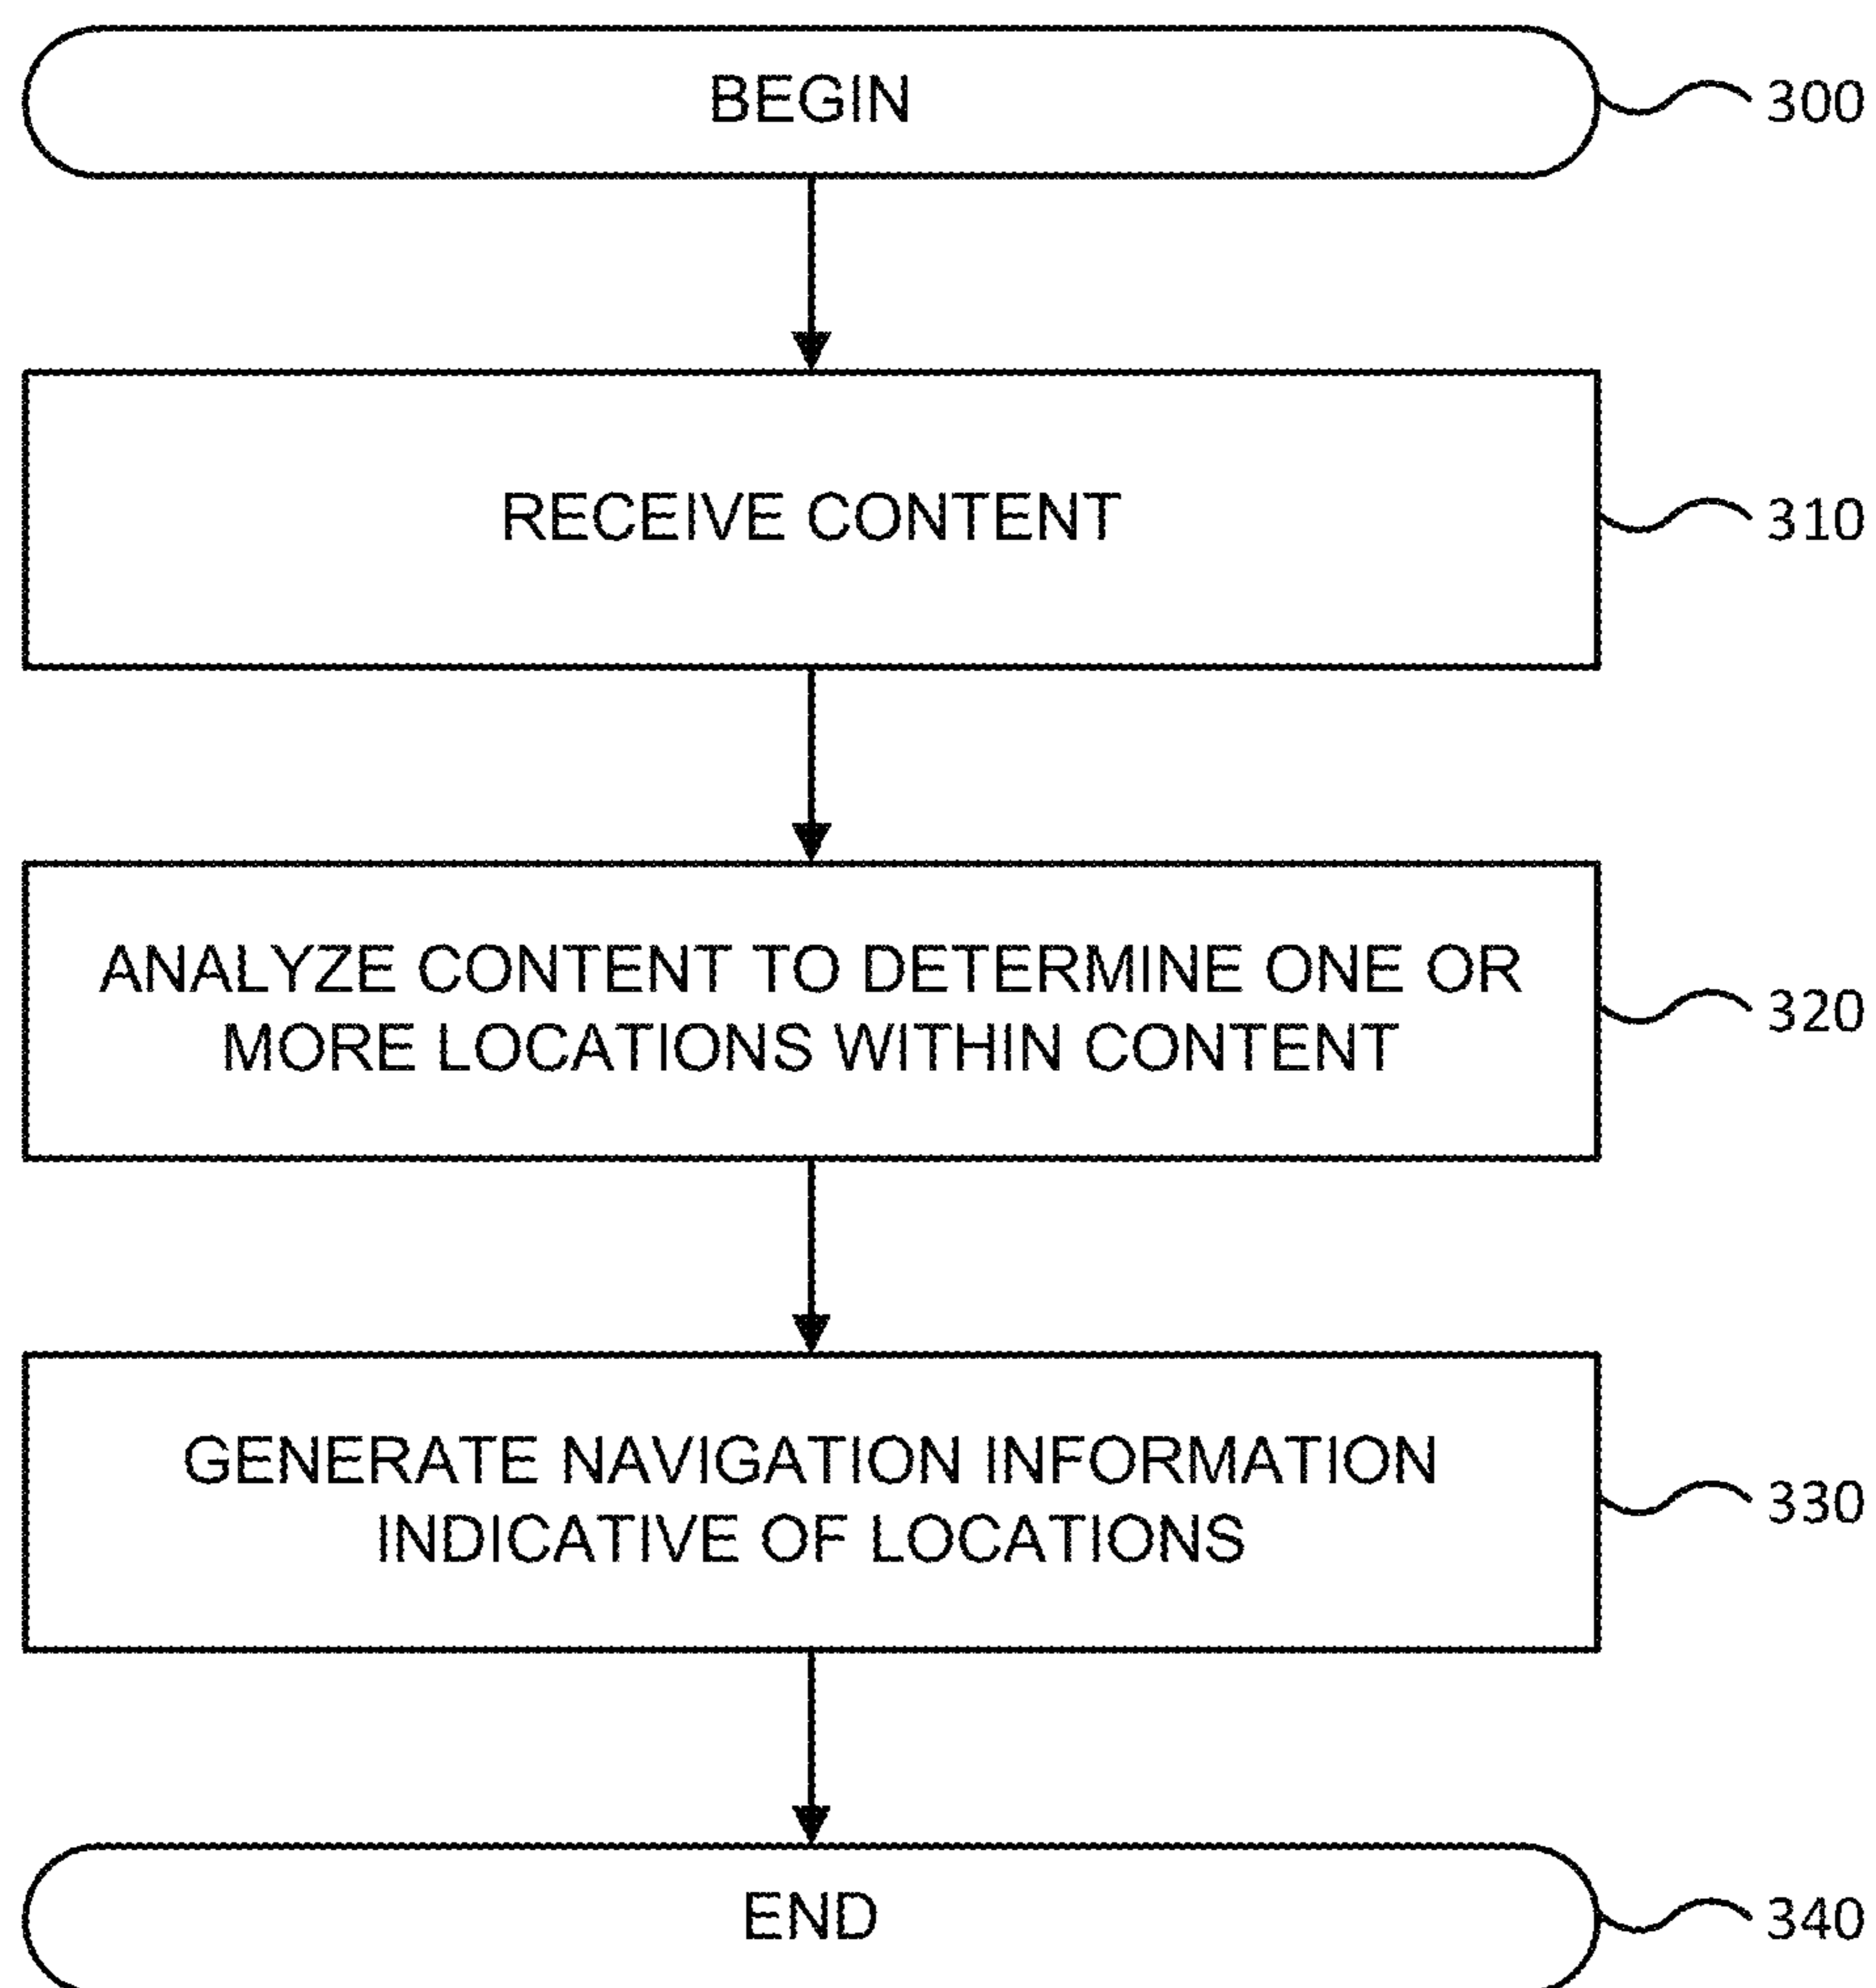 BEGIN
300
RECEIVE CONTENT
310
ANALYZE CONTENT TO DETERMINE ONE OR
MORE LOCATIONS WITHIN CONTENT
320
GENERATE NAVIGATION INFORMATION
INDICATIVE OF LOCATIONS
330
END
340